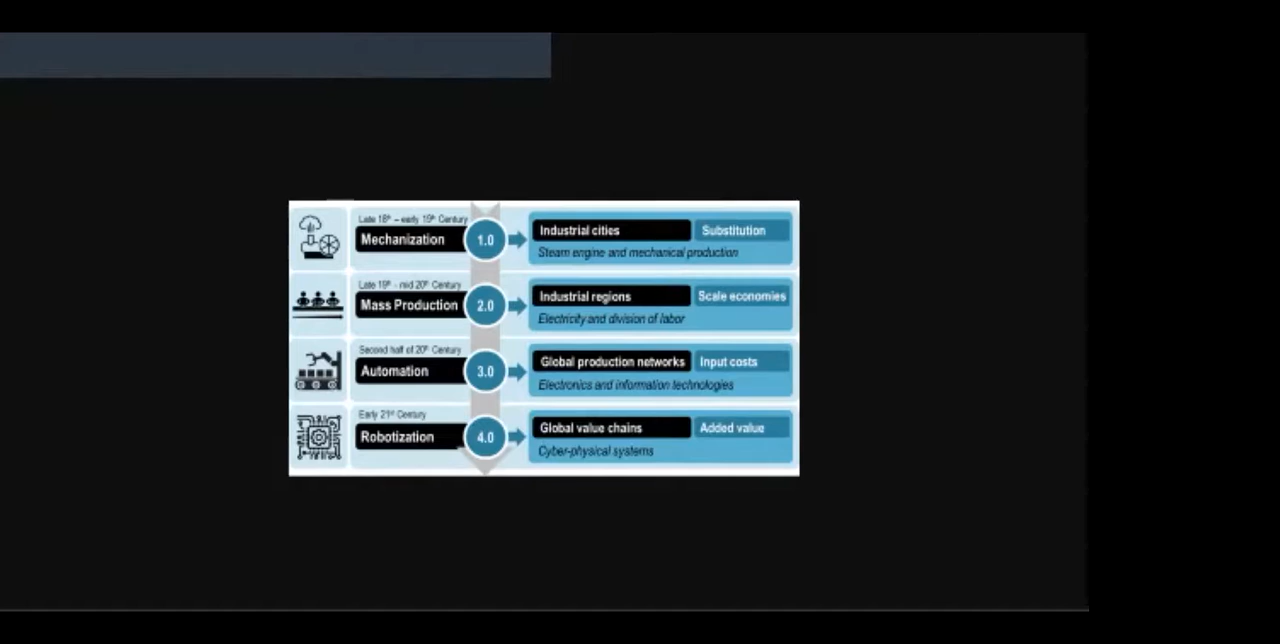 Late 18th – early 19th Century
Mechanization
1.0
Industrial cities
Substitution
Steam engine and mechanical production
Late 19th - mid 20th Century
Mass Production
2.0
Industrial regions
Scale economies
Electricity and division of labor
Second half of 20th Century
Automation
3.0
Global production networks
Input costs
Electronics and information technologies
Early 21st Century
Robotization
4.0
Global value chains
Added value
Cyber-physical systems